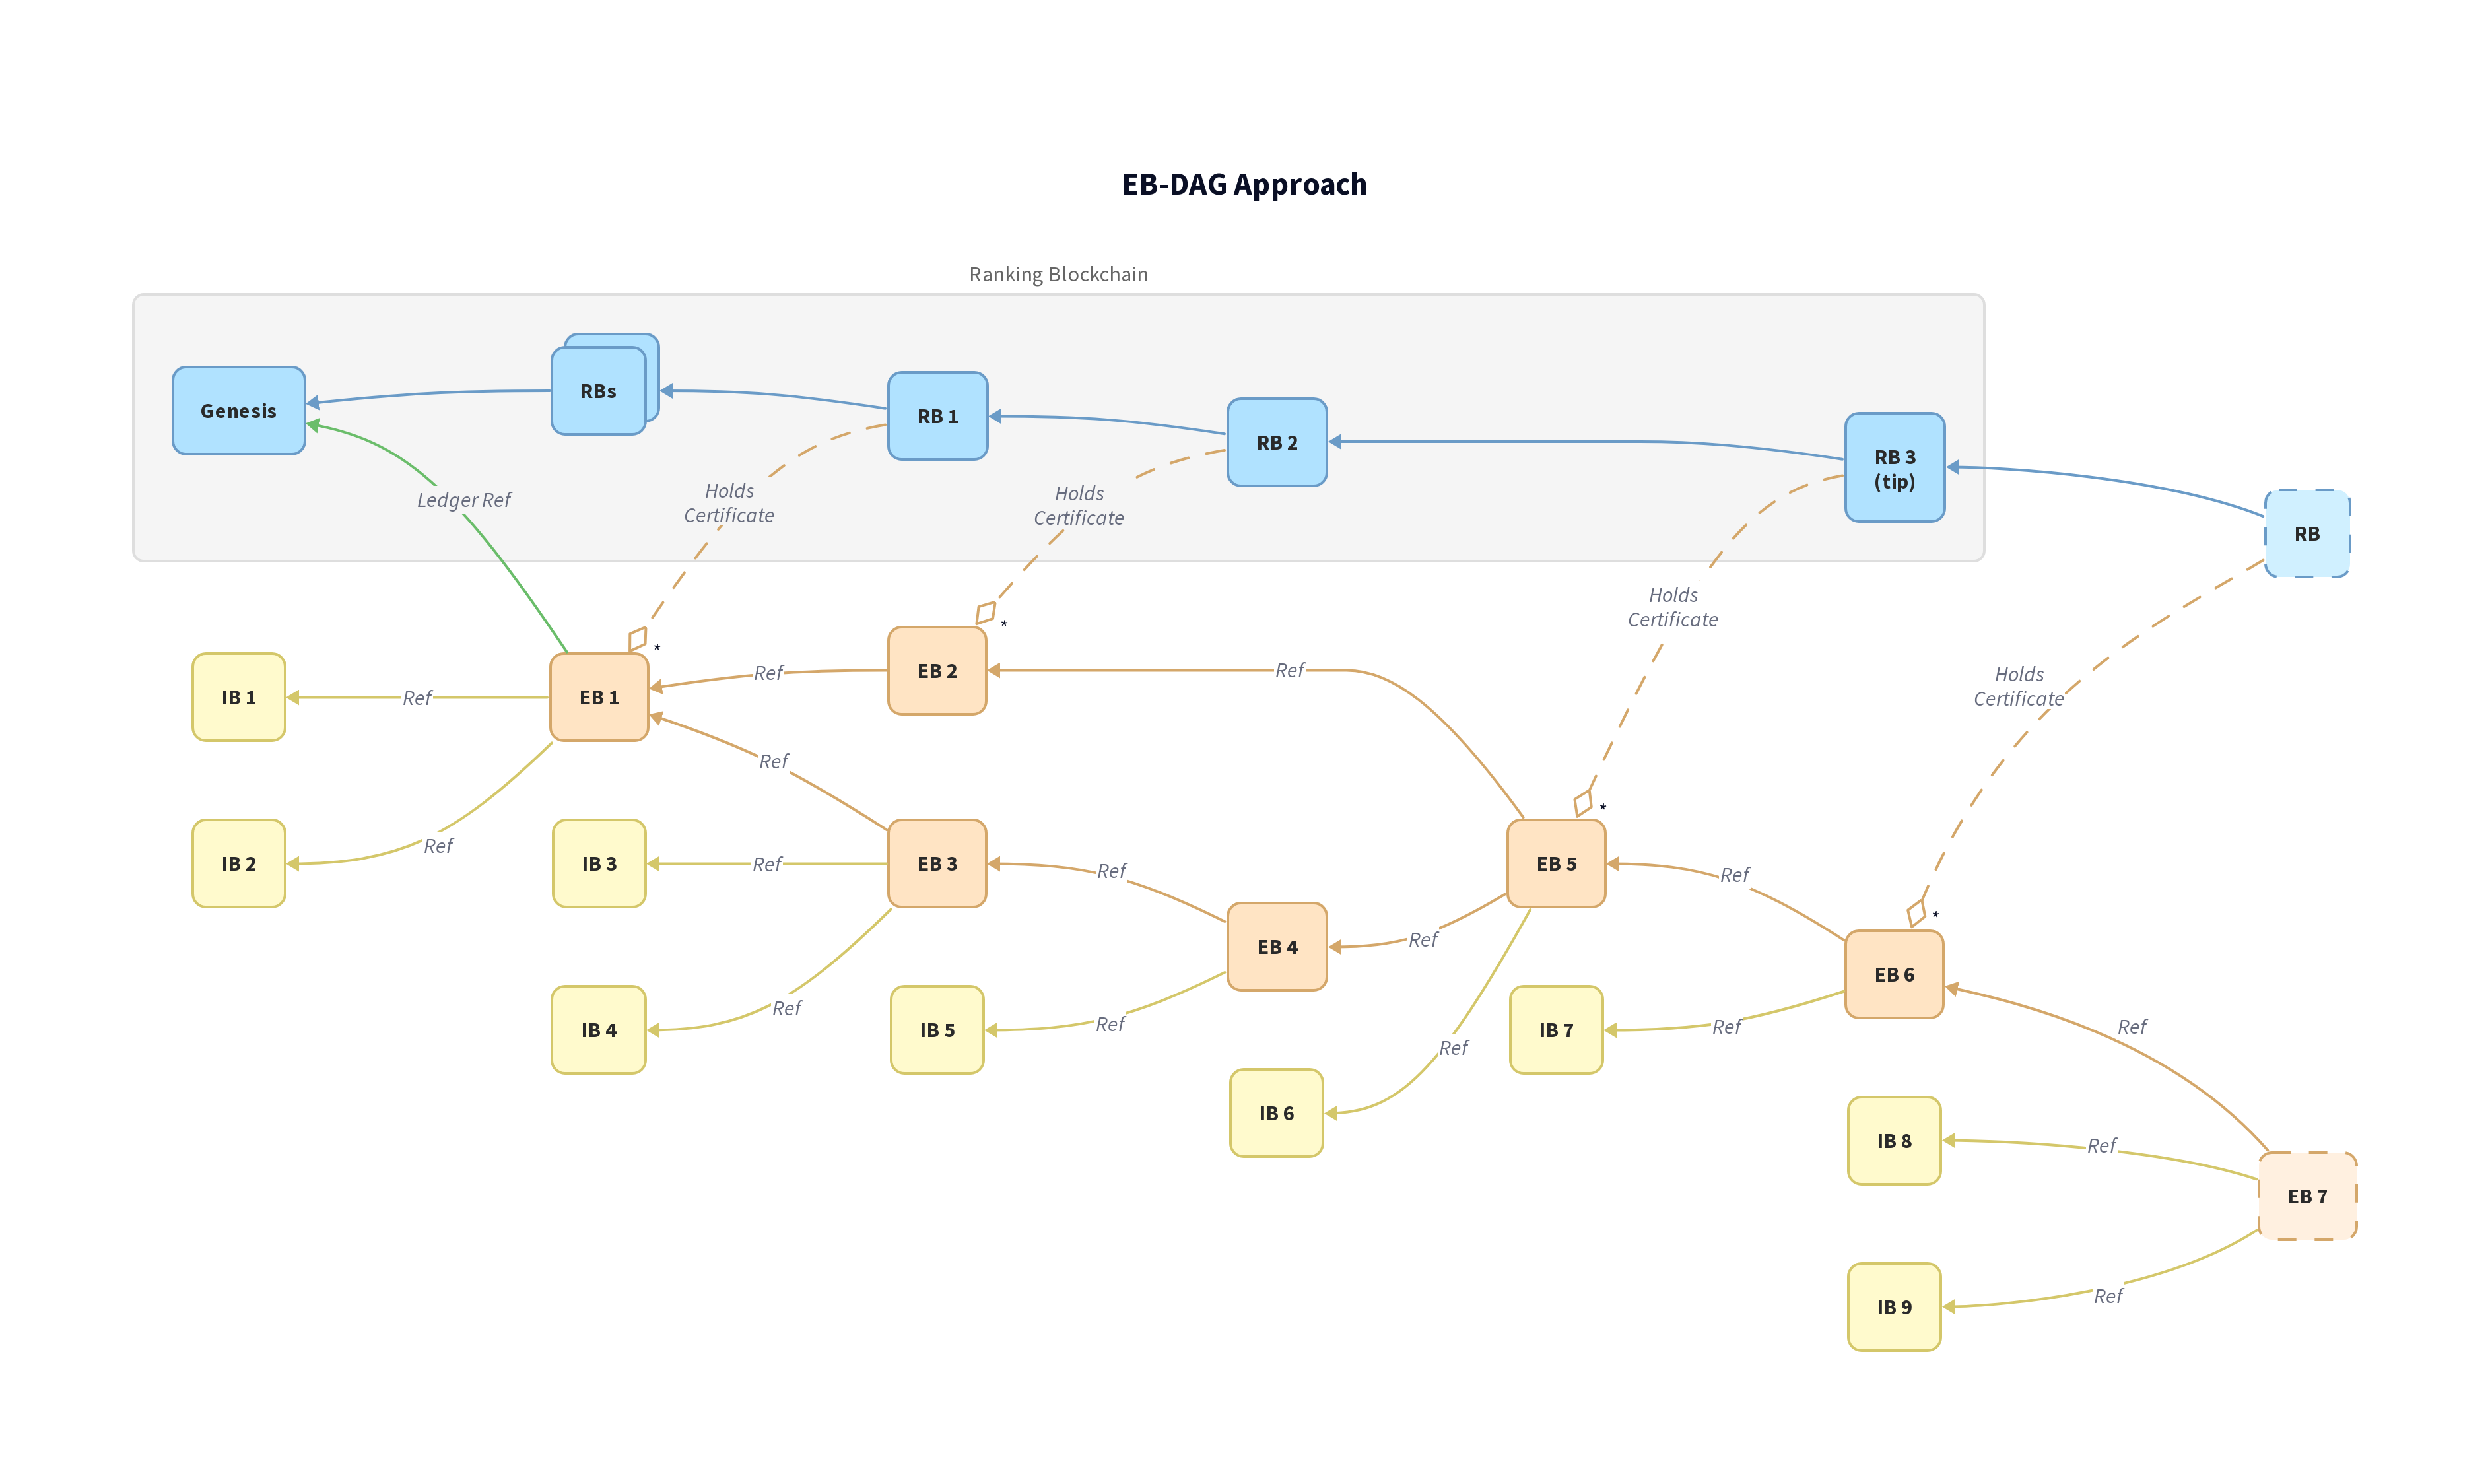 EB-DAG Approach
Ranking Blockchain
Genesis
RBs
RB 1
RB 2
RB 3
(tip)
RB
Ledger Ref
Holds
Certificate
Holds
Certificate
Holds
Certificate
Holds
Certificate
*
*
*
*
IB 1
Ref
EB 1
Ref
EB 2
Ref
Ref
IB 2
Ref
IB 3
Ref
EB 3
Ref
EB 4
Ref
EB 5
Ref
EB 6
IB 4
Ref
IB 5
Ref
IB 6
Ref
IB 7
Ref
Ref
IB 8
Ref
EB 7
IB 9
Ref